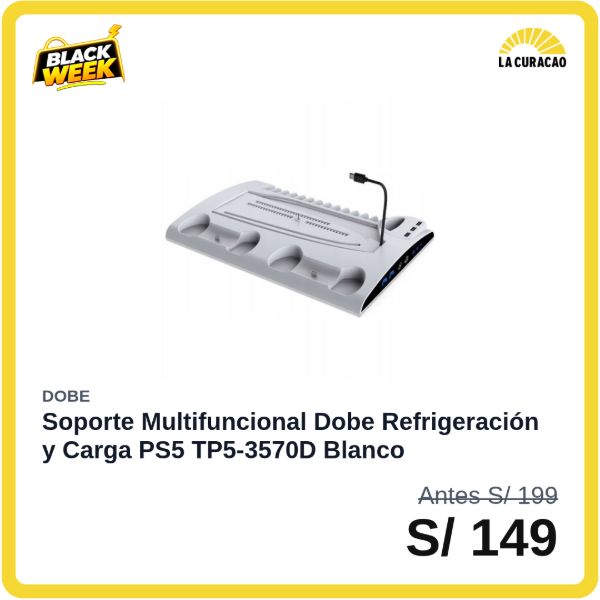 BLACK
WEEK
LA CURACAO
DOBE
Soporte Multifuncional Dobe Refrigeración
y Carga PS5 TP5-3570D Blanco
Antes S/ 199
S/ 149